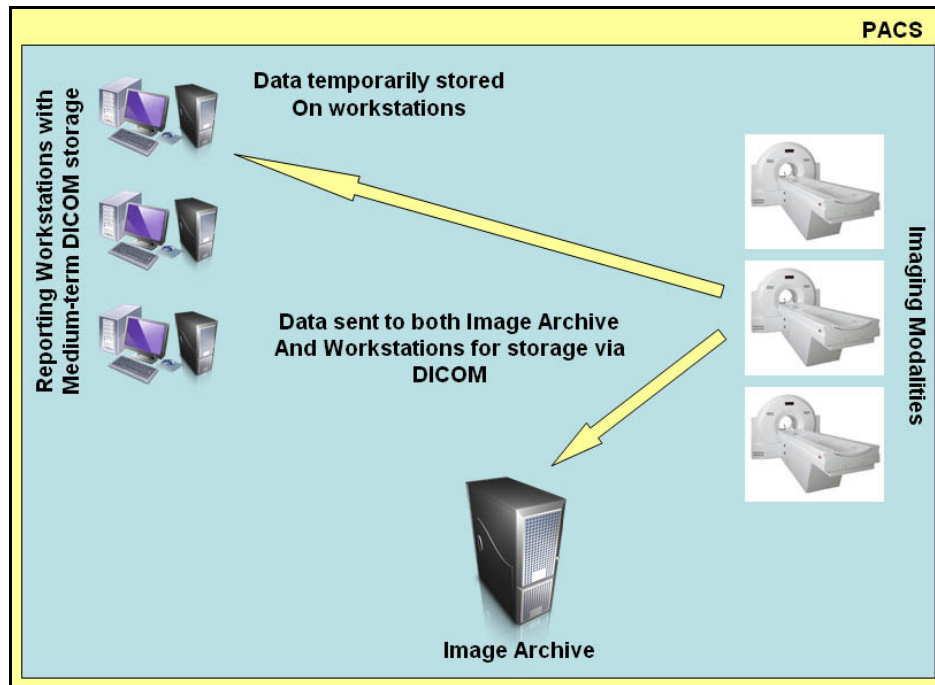 PACS
Data temporarily stored
On workstations
Reporting Workstations with
Medium-term DICOM storage
Imaging Modalities
Data sent to both Image Archive
And Workstations for storage via
DICOM
Image Archive